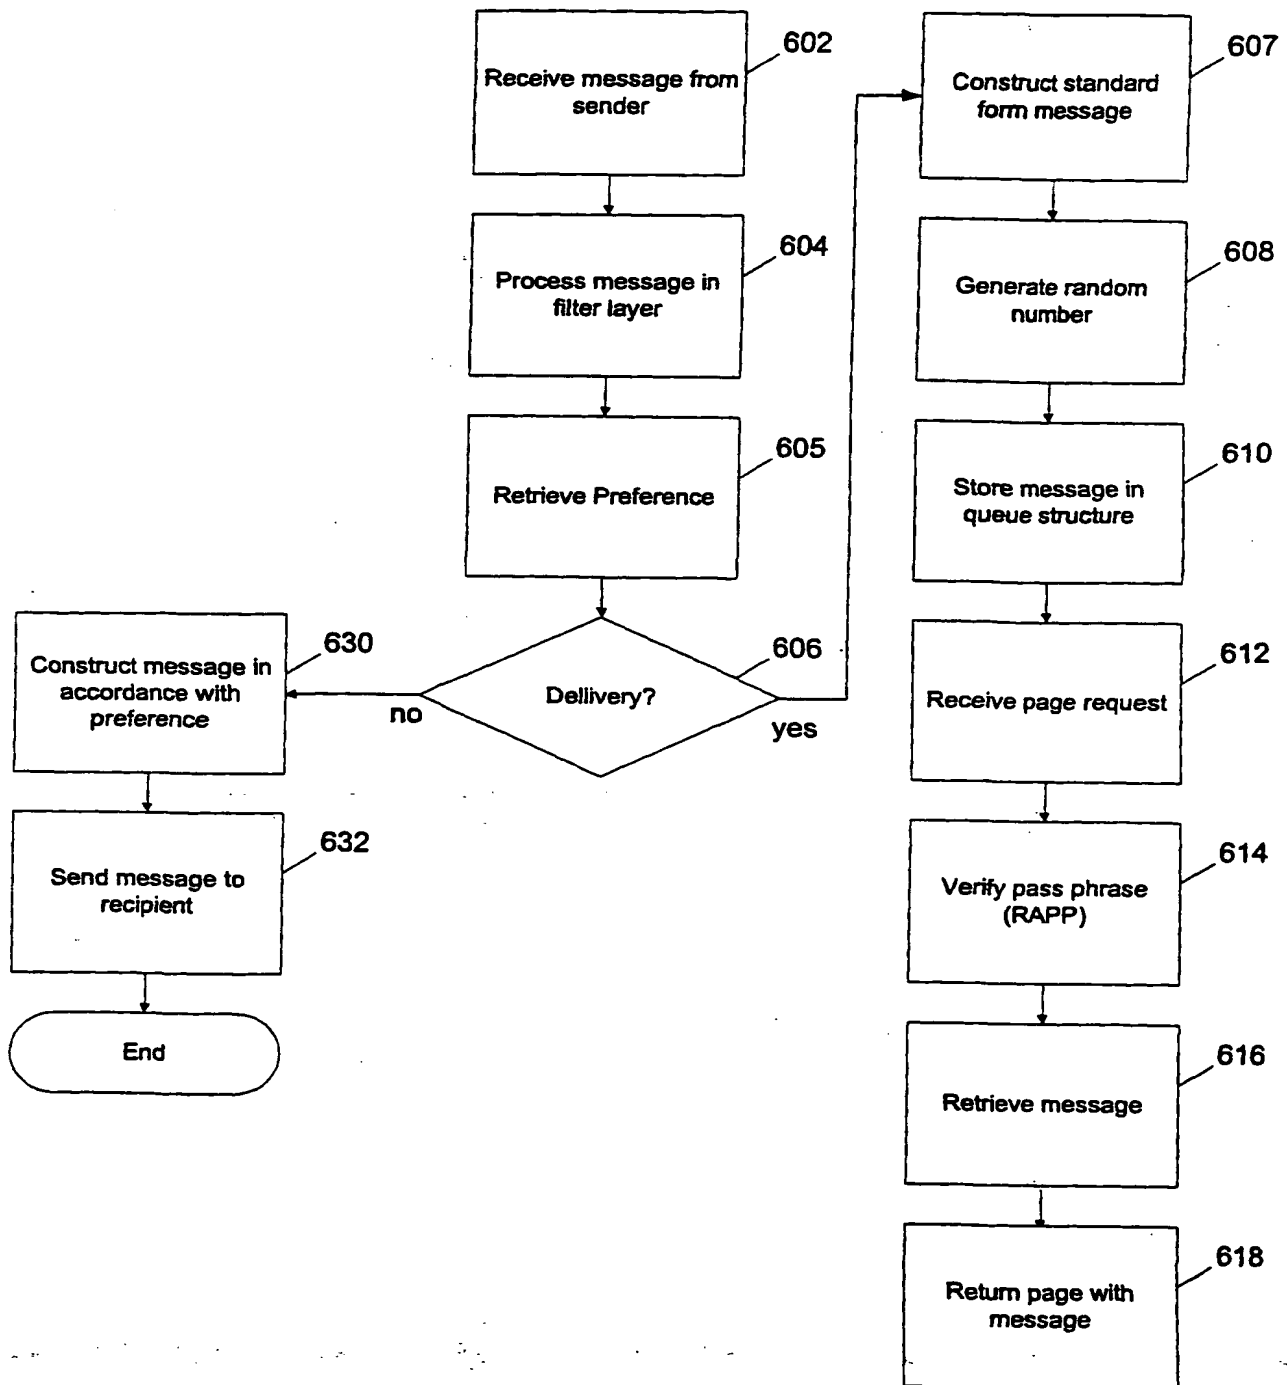 602
Receive message from
sender
604
Process message in
filter layer
605
Retrieve Preference
606
Dellivery?
no
yes
630
Construct message in
accordance with
preference
632
Send message to
recipient
End
607
Construct standard
form message
608
Generate random
number
610
Store message in
queue structure
612
Receive page request
614
Verify pass phrase
(RAPP)
616
Retrieve message
618
Return page with
message